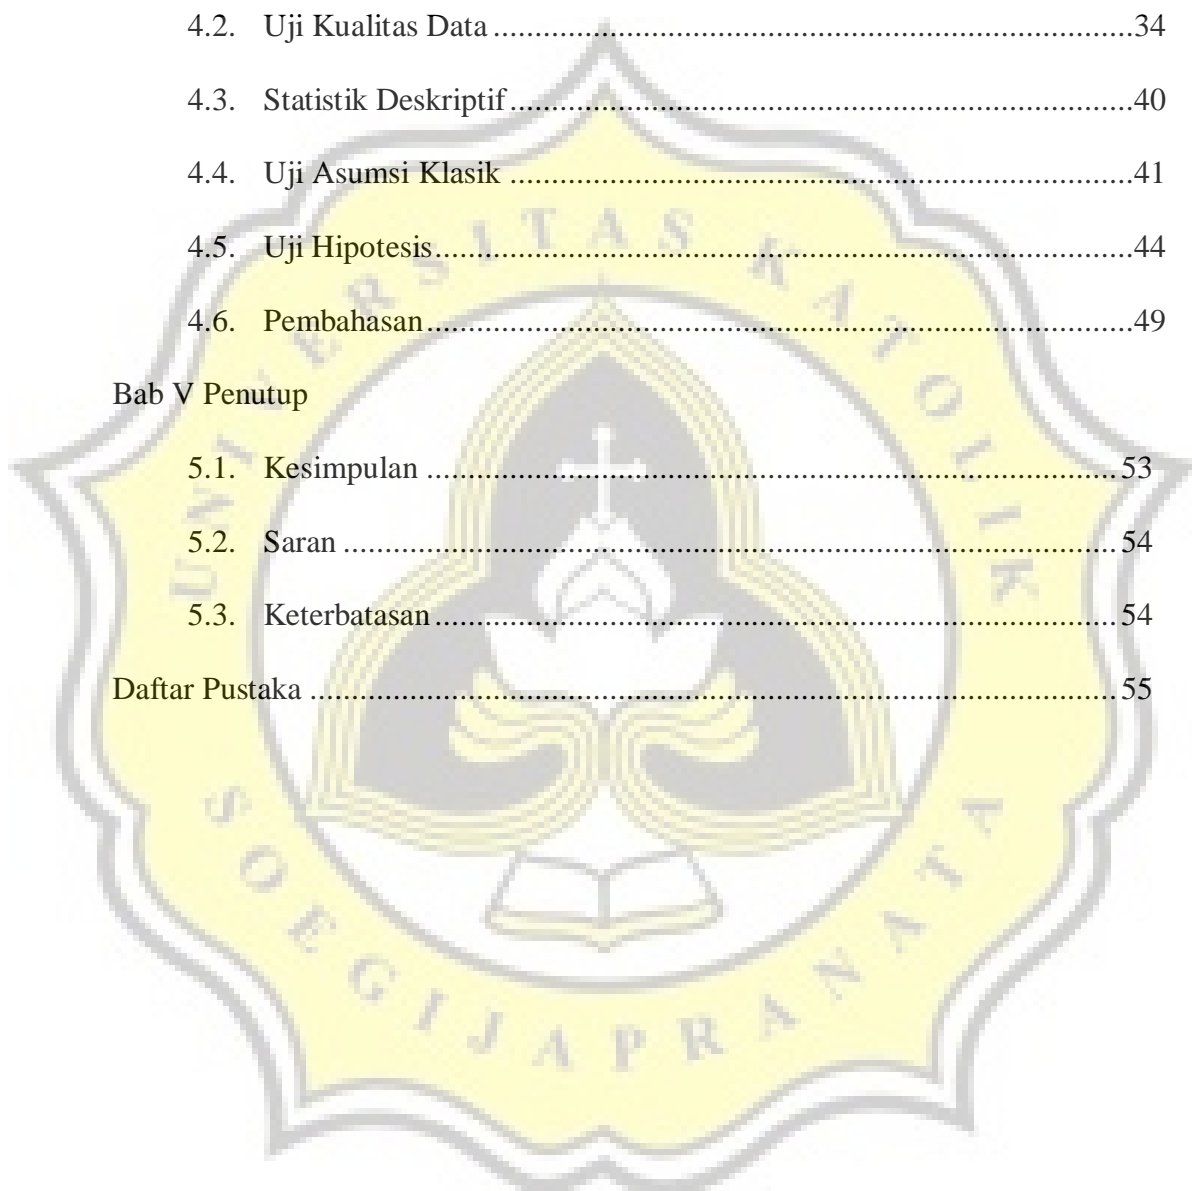 4.2. Uji Kualitas Data ..........................................................................34
4.3. Statistik Deskriptif........................................................................40
4.4. Uji Asumsi Klasik ........................................................................41
4.5. Uji Hipotesis.................................................................................44
4.6. Pembahasan..................................................................................49
Bab V Penutup
5.1. Kesimpulan .................................................................................53
5.2. Saran ...........................................................................................54
5.3. Keterbatasan................................................................................54
Daftar Pustaka ....................................................................................55
UNIVERSITAS KATOLIK
SOEGIJAPRANATA